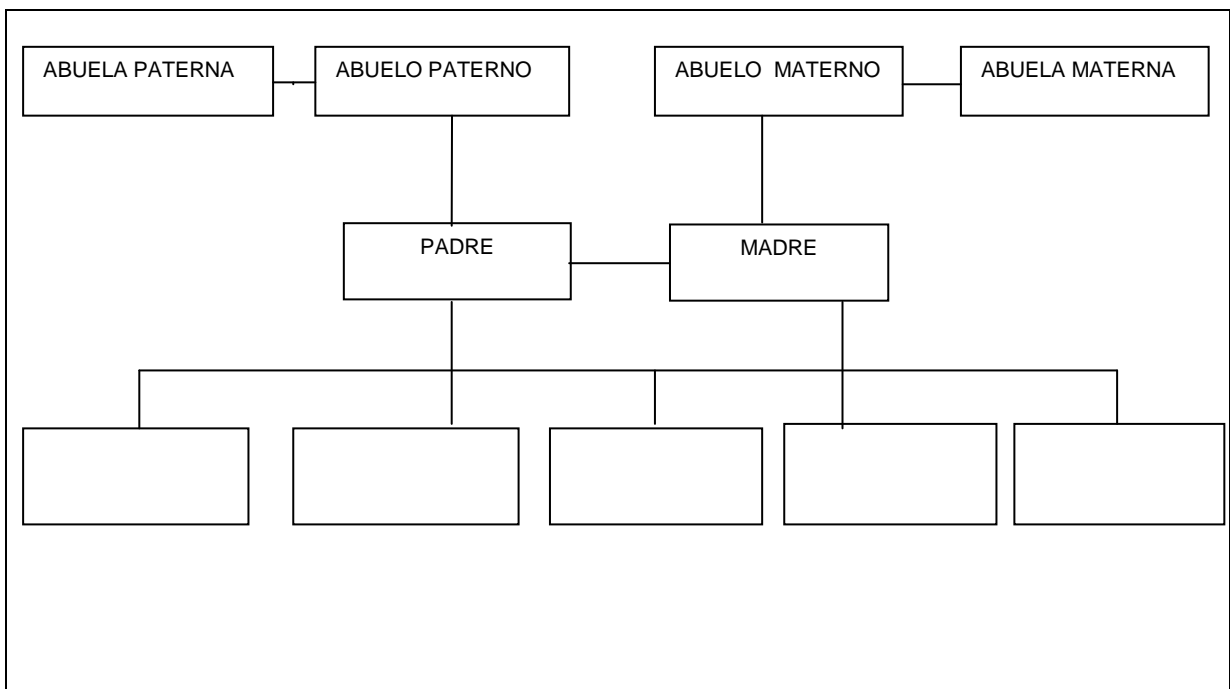 ABUELA PATERNA
ABUELO PATERNO
ABUELO MATERNO
ABUELA MATERNA
PADRE
MADRE